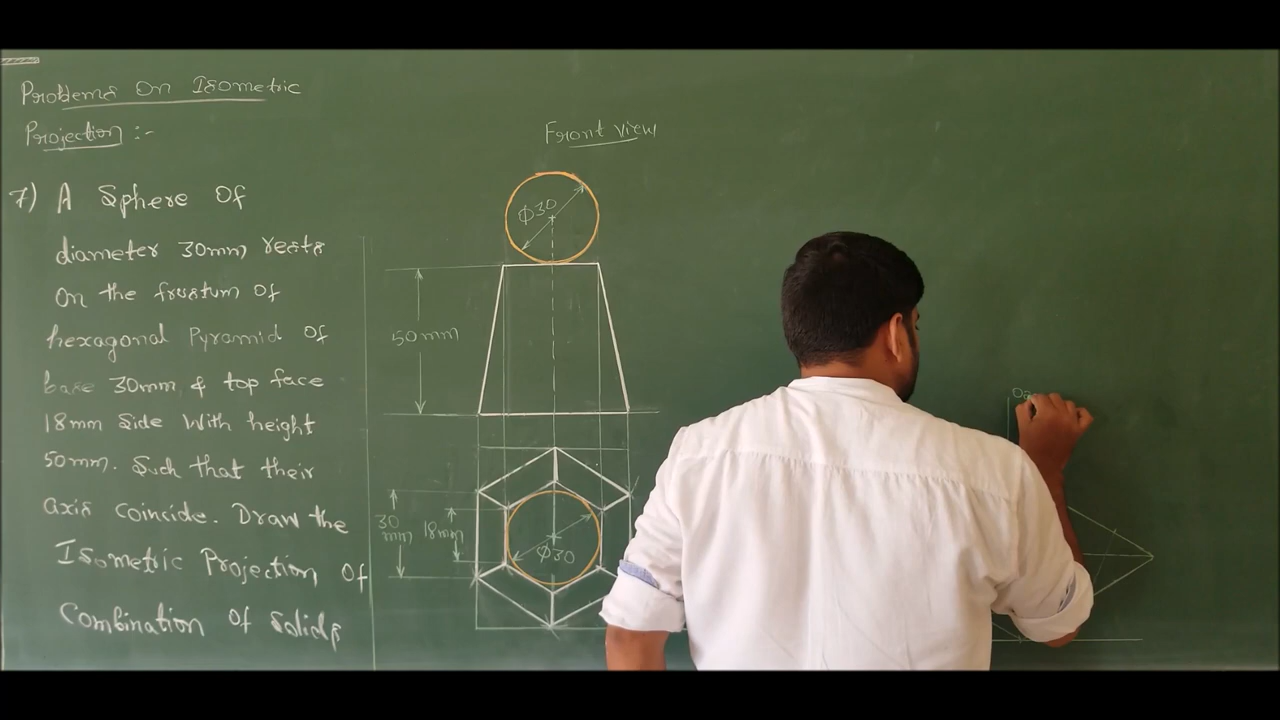 Problems On Isometric
Projection :-
7) A Sphere Of
diameter 30mm rests
On the frustum Of
hexagonal Pyramid Of
base 30mm & top face
18mm Side With height
50mm. Such that their
axis Coincide. Draw the
Isometric Projection Of
Combination Of Solids
Front view
Φ30
50mm
30
mm
18mm
Φ30